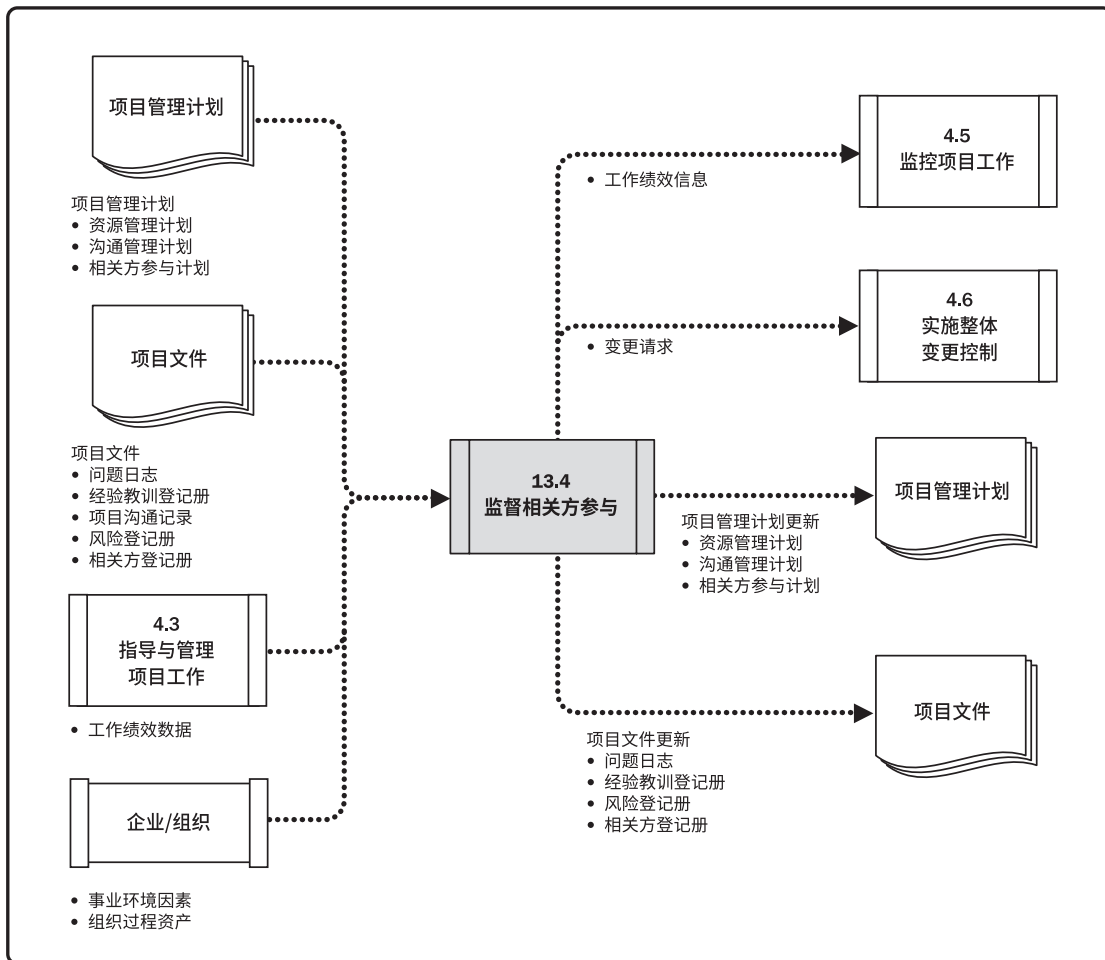 项目管理计划
项目管理计划
• 资源管理计划
• 沟通管理计划
• 相关方参与计划
项目文件
项目文件
• 问题日志
• 经验教训登记册
• 项目沟通记录
• 风险登记册
• 相关方登记册
4.3
指导与管理
项目工作
• 工作绩效数据
企业/组织
• 事业环境因素
• 组织过程资产
13.4
监督相关方参与
• 工作绩效信息
4.5
监控项目工作
• 变更请求
4.6
实施整体
变更控制
项目管理计划更新
• 资源管理计划
• 沟通管理计划
• 相关方参与计划
项目管理计划
项目文件更新
• 问题日志
• 经验教训登记册
• 风险登记册
• 相关方登记册
项目文件